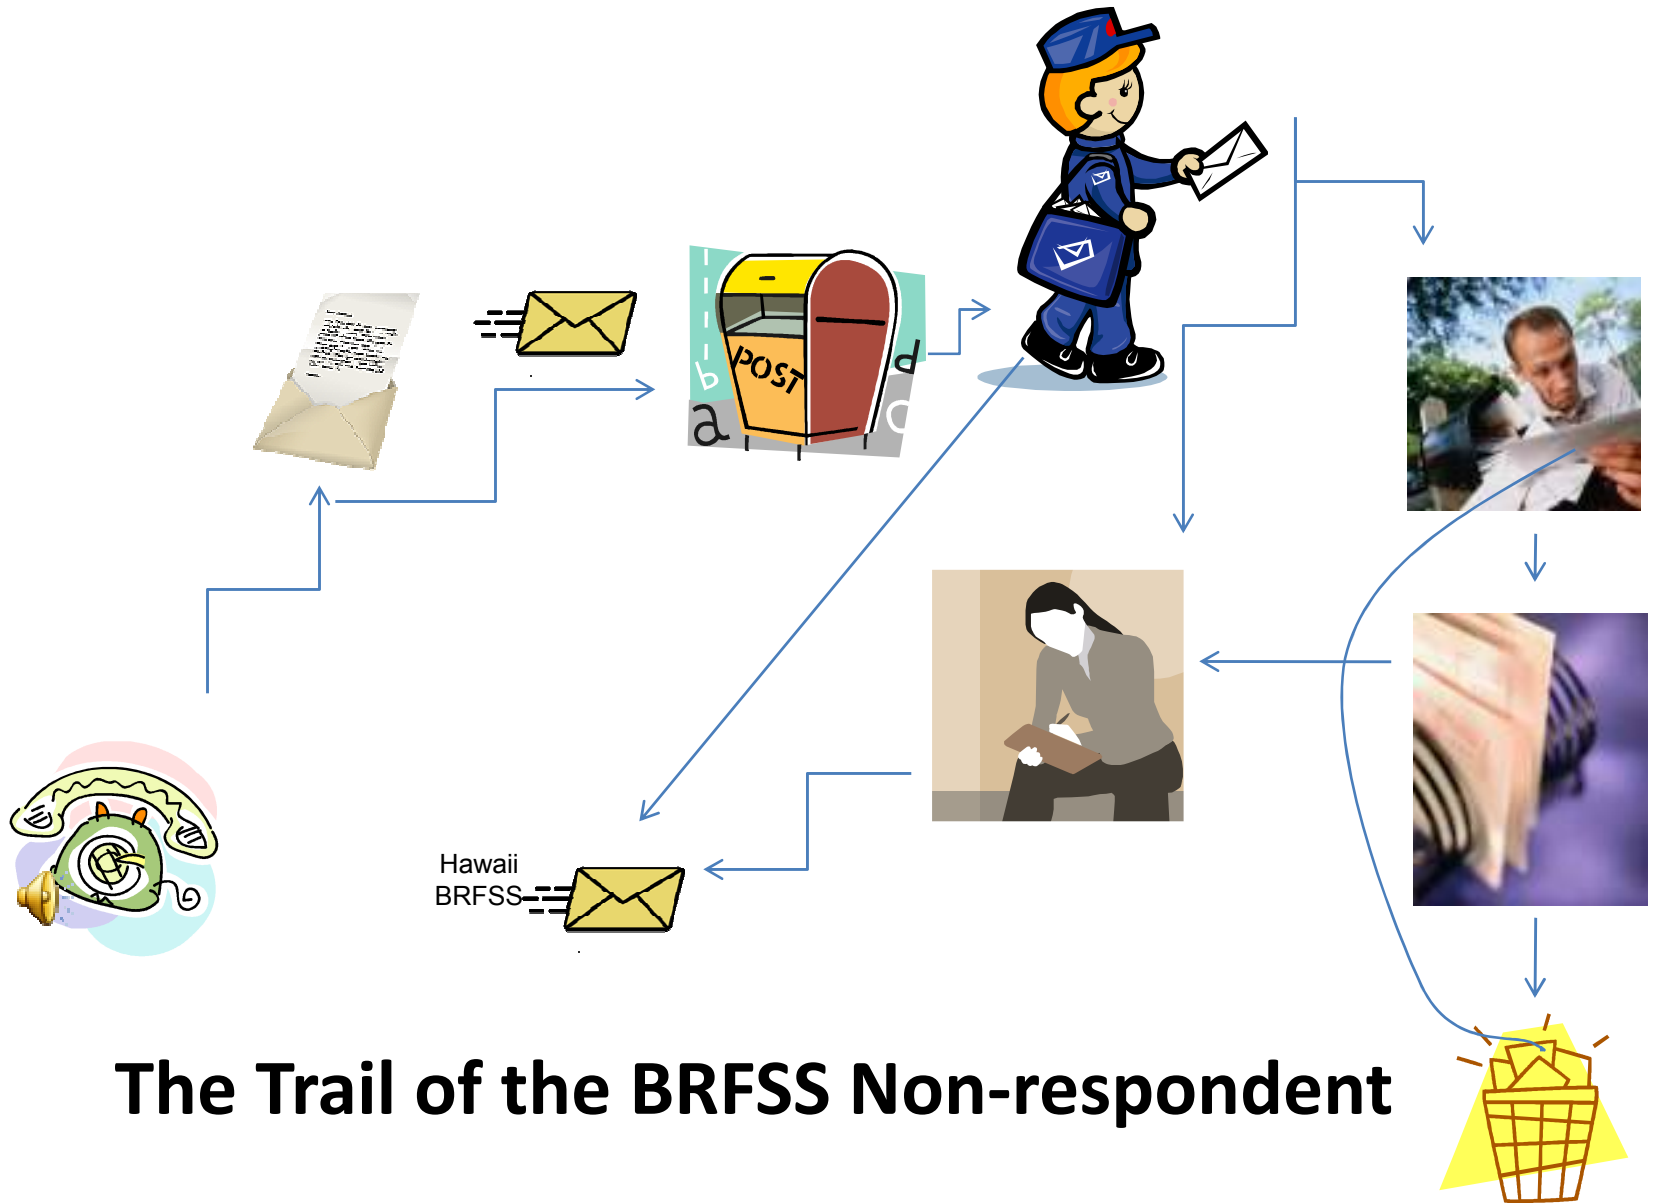 POST
b
d
a
c
Hawaii
BRFSS
The Trail of the BRFSS Non-respondent